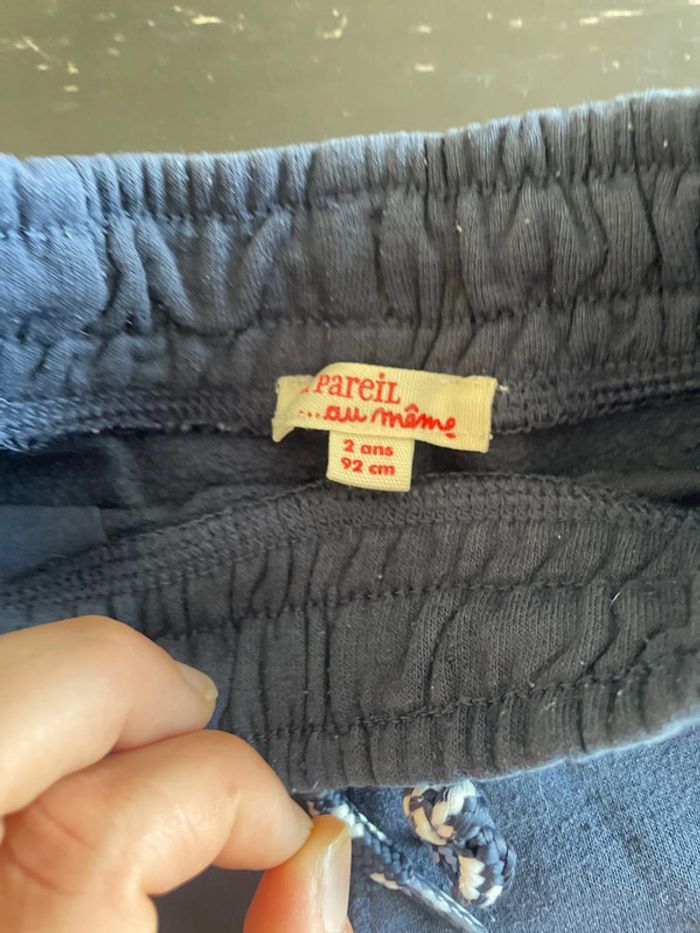 Pareil
...au même
2 ans
92 cm